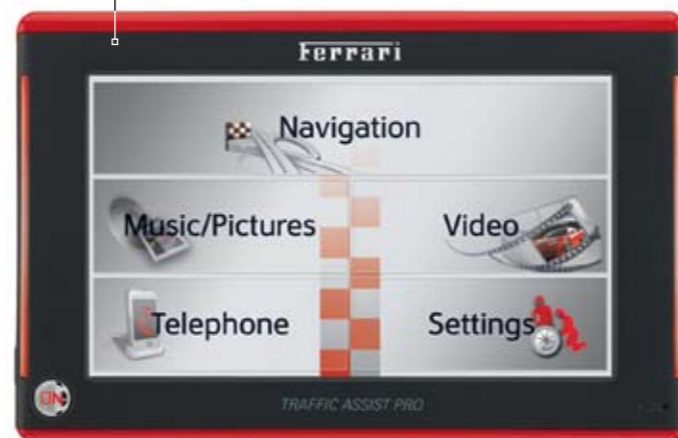 Ferrari
Navigation
Music/Pictures Video
Telephone Settings
ON
TRAFFIC ASSIST PRO